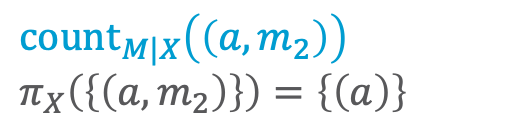 count_{M|X}((a, m_2))
π_X({(a, m_2)}) = {(a)}